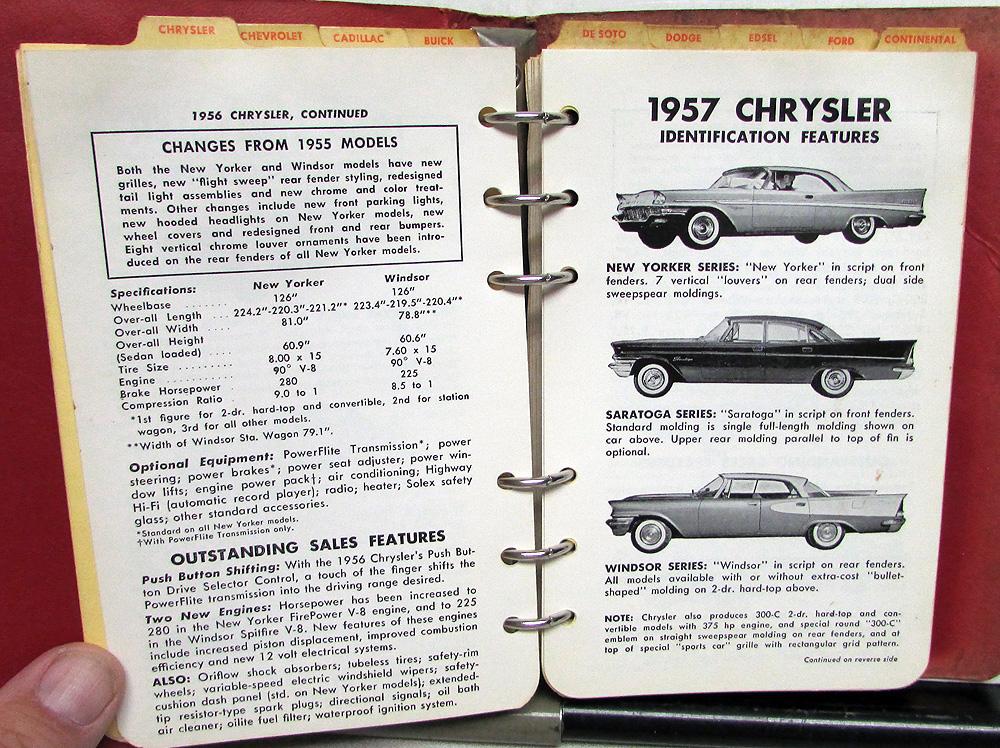 CHRYSLER CHEVROLET CADILLAC BUICK
DE SOTO DODGE EDSEL FORD CONTINENTAL
1956 CHRYSLER, CONTINUED
CHANGES FROM 1955 MODELS
Both the New Yorker and Windsor models have new
grilles, new "flight sweep" rear fender styling, redesigned
tail light assemblies and new chrome and color treat-
ments. Other changes include new front parking lights,
new hooded headlights on New Yorker models, new
wheel covers and redesigned front and rear bumpers.
Eight vertical chrome louver ornaments have been intro-
duced on the rear fenders of all New Yorker models.
Specifications: New Yorker Windsor
Wheelbase ........ 126" 126"
Over-all Length ... 224.2"-220.3"-221.2"* 223.4"-219.5"-220.4"*
Over-all Width .... 81.0" 78.8"**
Over-all Height
(Sedan loaded) .... 60.9" 60.6"
Tire Size ......... 8.00 x 15 7.60 x 15
Engine ........... 90° V-8 90° V-8
Brake Horsepower . 280 225
Compression Ratio . 9.0 to 1 8.5 to 1
*1st figure for 2-dr. hard-top and convertible, 2nd for station
wagon, 3rd for all other models.
**Width of Windsor Sta. Wagon 79.1".
Optional Equipment: PowerFlite Transmission*; power
steering; power brakes*; power seat adjuster; power win-
dow lifts; engine power pack†; air conditioning; Highway
Hi-Fi (automatic record player); radio; heater; Solex safety
glass; other standard accessories.
*Standard on all New Yorker models.
†With PowerFlite Transmission only.
OUTSTANDING SALES FEATURES
Push Button Shifting: With the 1956 Chrysler's Push But-
ton Drive Selector Control, a touch of the finger shifts the
PowerFlite transmission into the driving range desired.
Two New Engines: Horsepower has been increased to
280 in the New Yorker FirePower V-8 engine, and to 225
in the Windsor Spitfire V-8. New features of these engines
include increased piston displacement, improved combustion
efficiency and new 12 volt electrical systems.
ALSO: Oriflow shock absorbers; tubeless tires; safety-rim
wheels; variable-speed electric windshield wipers; safety-
cushion dash panel (std. on New Yorker models); extended-
tip resistor-type spark plugs; directional signals; oil bath
air cleaner; oilite fuel filter; waterproof ignition system.
1957 CHRYSLER
IDENTIFICATION FEATURES
NEW YORKER SERIES: "New Yorker" in script on front
fenders. 7 vertical "louvers" on rear fenders; dual side
sweepspear moldings.
Saratoga
SARATOGA SERIES: "Saratoga" in script on front fenders.
Standard molding is single full-length molding shown on
car above. Upper rear molding parallel to top of fin is
optional.
WINDSOR SERIES: "Windsor" in script on rear fenders.
All models available with or without extra-cost "bullet-
shaped" molding on 2-dr. hard-top above.
NOTE: Chrysler also produces 300-C 2-dr. hard-top and con-
vertible models with 375 hp engine, and special round "300-C"
emblem on straight sweepspear molding on rear fenders, and at
top of special "sports car" grille with rectangular grid pattern.
Continued on reverse side